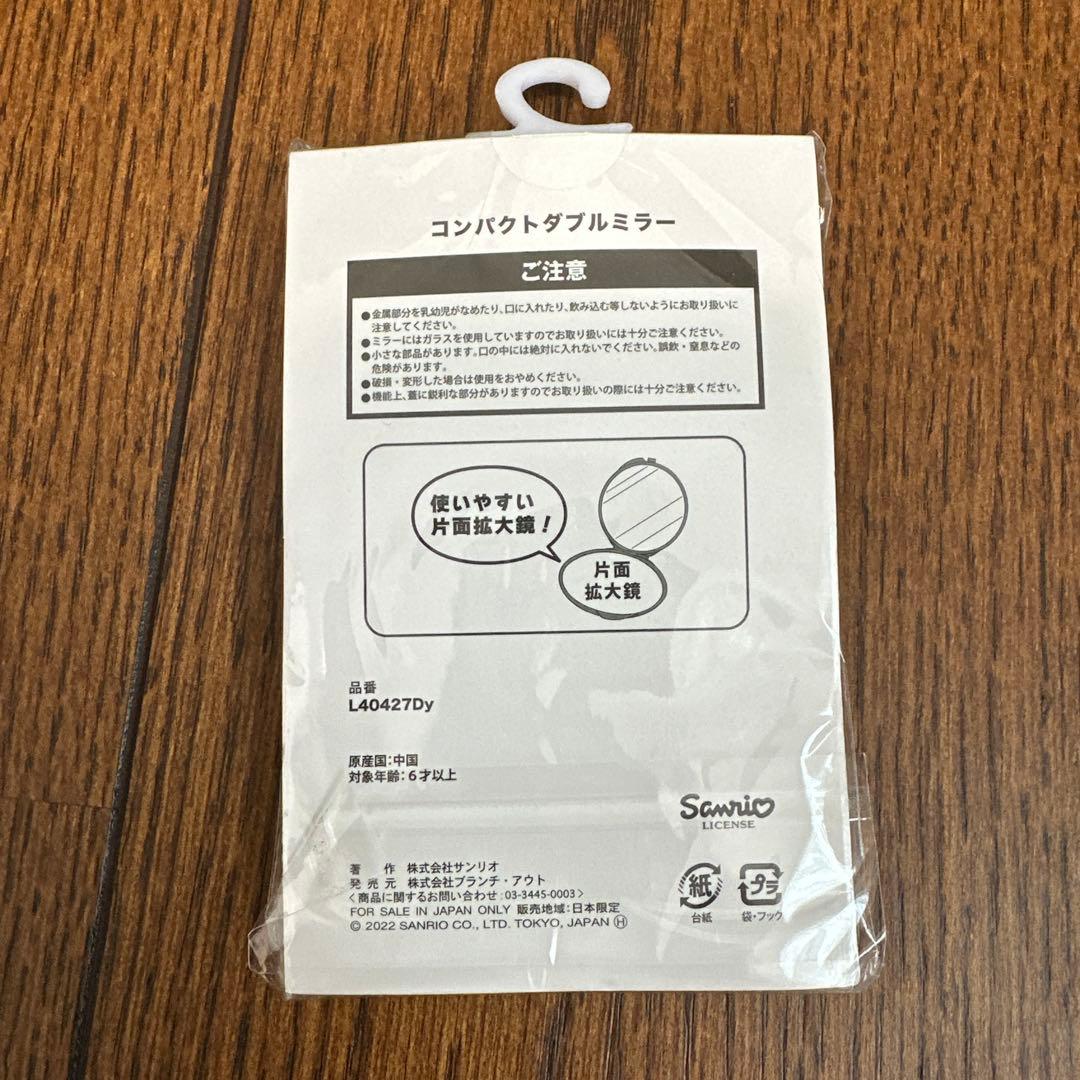 コンパクトダブルミラー
ご注意
●金属部分を乳幼児がなめたり、口に入れたり、飲み込む等しないようにお取り扱いに
注意してください。
●ミラーにはガラスを使用していますのでお取り扱いには十分ご注意ください。
●小さな部品があります。口の中には絶対に入れないでください。誤飲・窒息などの
危険があります。
●破損・変形した場合は使用をおやめください。
●機能上、蓋に鋭利な部分がありますのでお取り扱いの際には十分ご注意ください。
使いやすい
片面拡大鏡！
片面
拡大鏡
品番
L40427Dy
原産国：中国
対象年齢：6才以上
Sanrio
LICENSE
著 作 株式会社サンリオ
発売元 株式会社ブランチ・アウト
＜商品に関するお問い合わせ：03-3445-0003＞
FOR SALE IN JAPAN ONLY 販売地域：日本限定
© 2022 SANRIO CO., LTD. TOKYO, JAPAN Ⓗ
紙
台紙
プラ
袋・フック